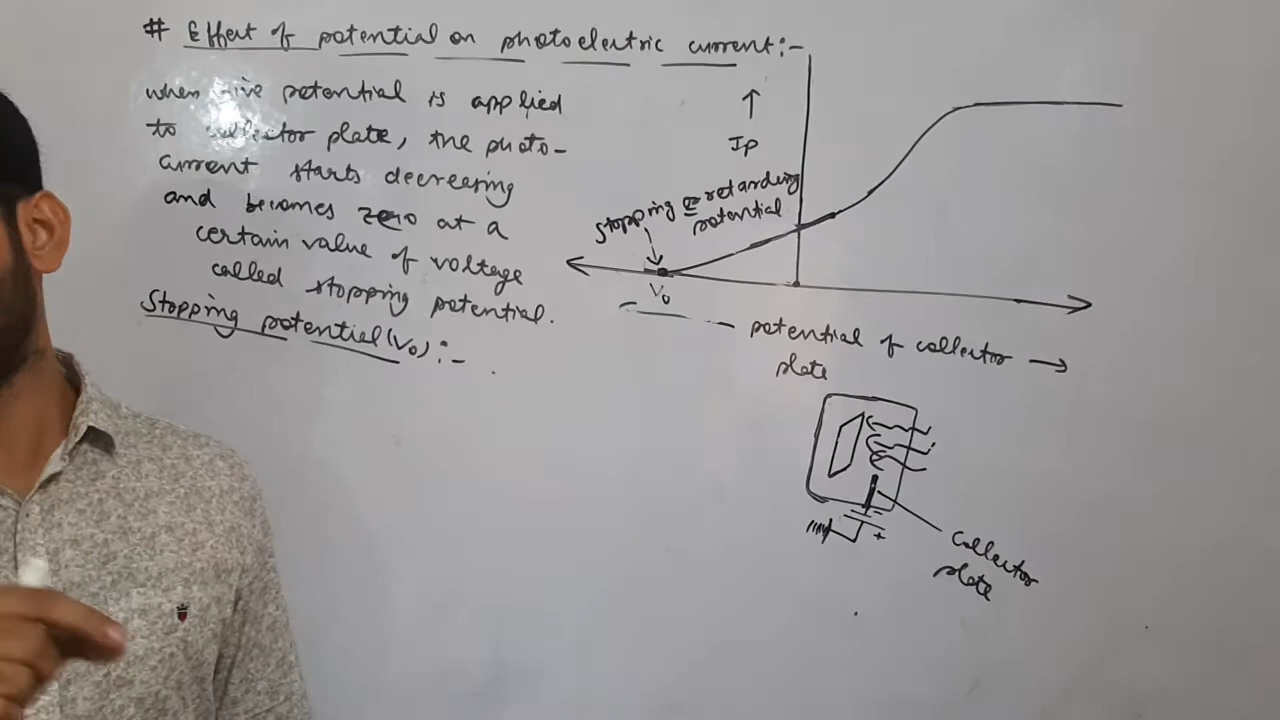 # Effect of potential on photoelectric current:-
when -ive potential is applied
to collector plate, the photo-
current starts decreasing
and becomes zero at a
certain value of voltage
called stopping potential.
Stopping potential (V₀):-
↑
Ip
Stopping or retarding
potential
V₀
potential of collector →
plate
+
collector
plate